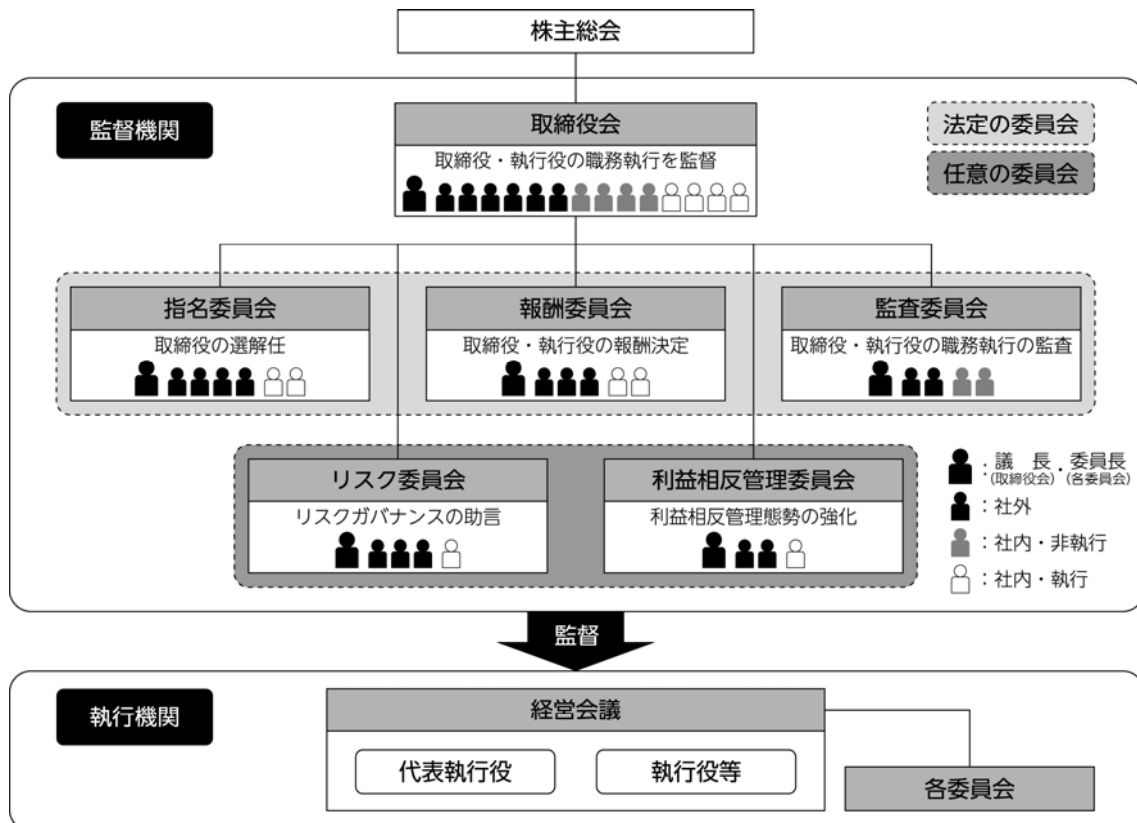 株主総会
監督機関
取締役会
取締役・執行役の職務執行を監督
法定の委員会
任意の委員会
指名委員会
取締役の選解任
報酬委員会
取締役・執行役の報酬決定
監査委員会
取締役・執行役の職務執行の監査
リスク委員会
リスクガバナンスの助言
利益相反管理委員会
利益相反管理態勢の強化
：議　長・委員長
(取締役会) (各委員会)
：社外
：社内・非執行
：社内・執行
監督
執行機関
経営会議
代表執行役
執行役等
各委員会